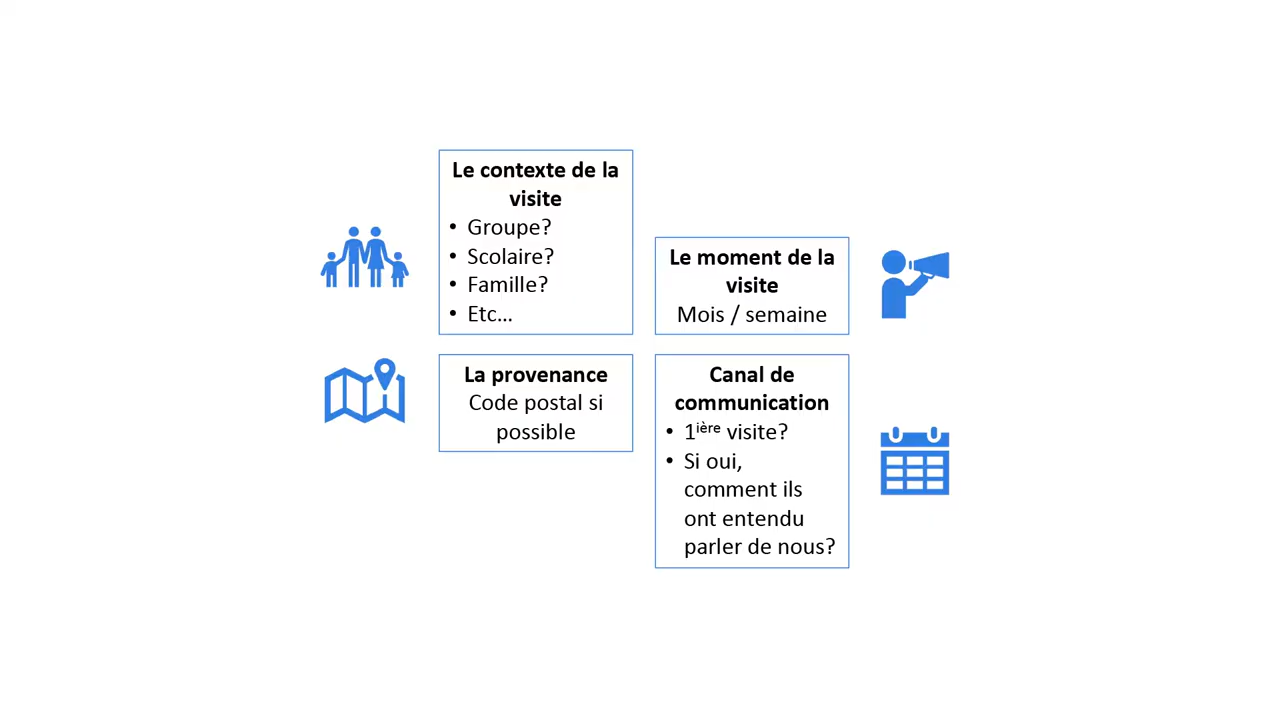 Le contexte de la
visite
• Groupe?
• Scolaire?
• Famille?
• Etc…
Le moment de la
visite
Mois / semaine
La provenance
Code postal si
possible
Canal de
communication
• 1ière visite?
• Si oui,
comment ils
ont entendu
parler de nous?